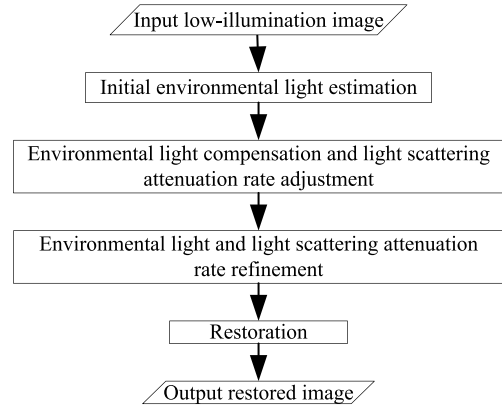 Input low-illumination image
Initial environmental light estimation
Environmental light compensation and light scattering
attenuation rate adjustment
Environmental light and light scattering attenuation
rate refinement
Restoration
Output restored image